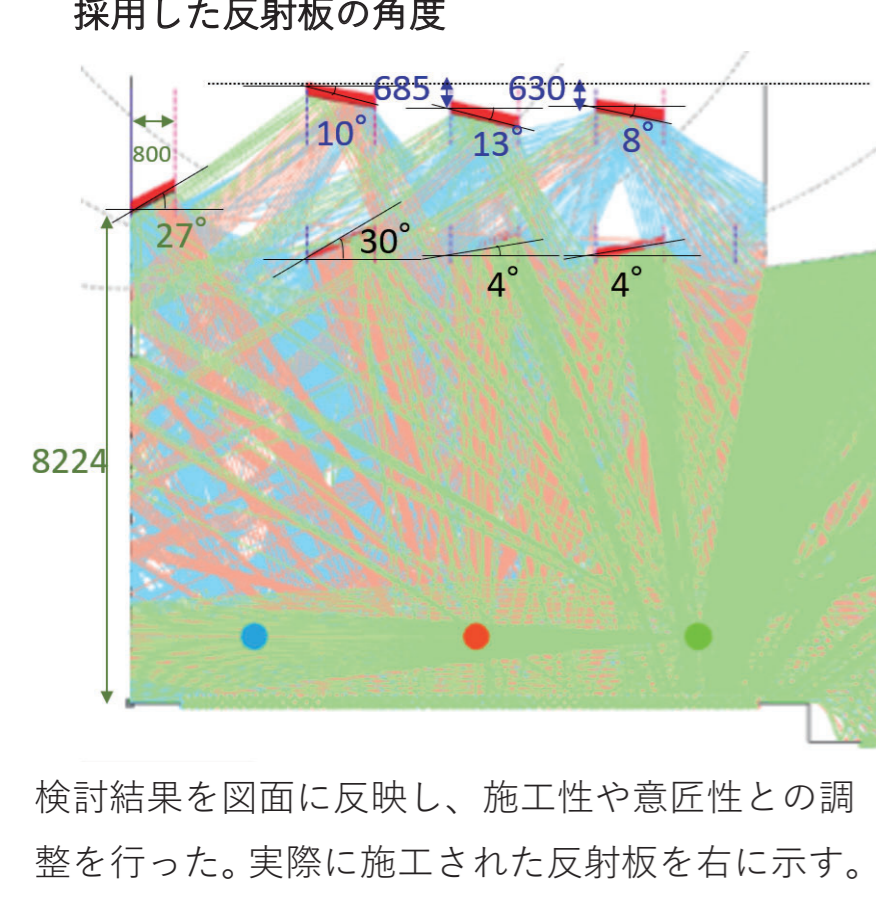 採用した反射板の角度
685 630
10° 13° 8°
800
27°
30°
4° 4°
8224
検討結果を図面に反映し、施工性や意匠性との調
整を行った。実際に施工された反射板を右に示す。